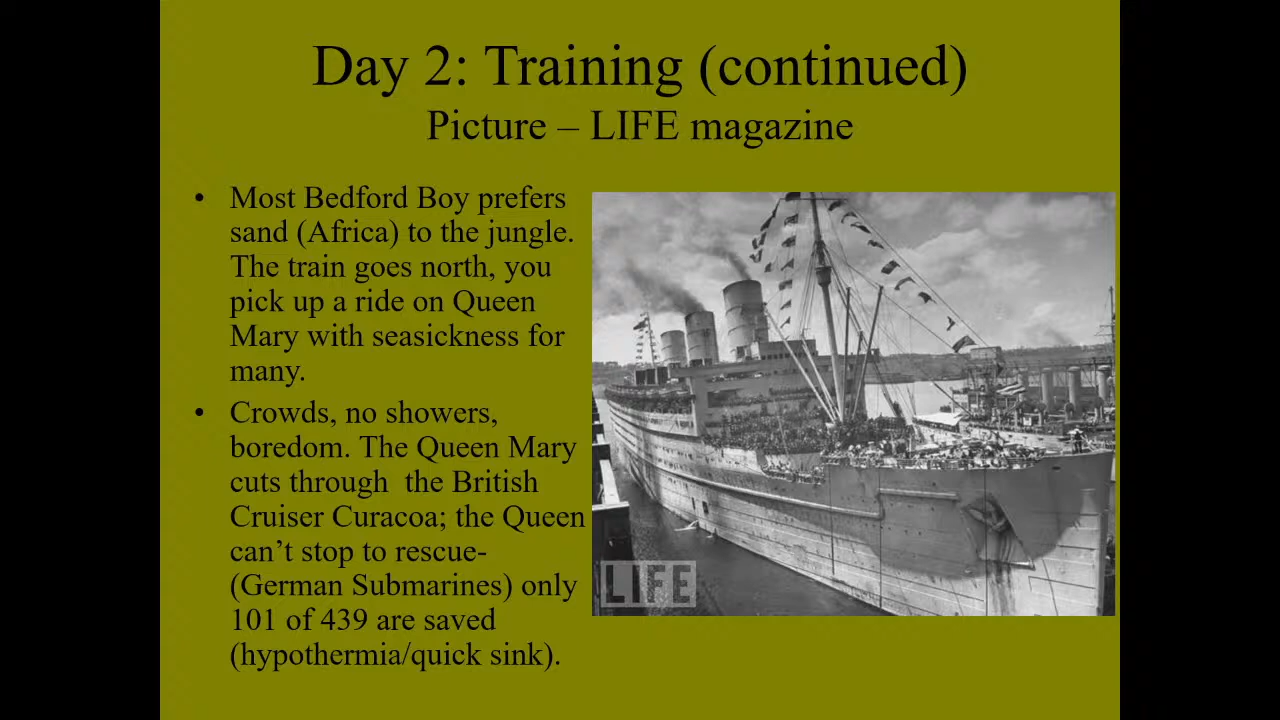 Day 2: Training (continued)
Picture – LIFE magazine
• Most Bedford Boy prefers
sand (Africa) to the jungle.
The train goes north, you
pick up a ride on Queen
Mary with seasickness for
many.
• Crowds, no showers,
boredom. The Queen Mary
cuts through  the British
Cruiser Curacoa; the Queen
can’t stop to rescue-
(German Submarines) only
101 of 439 are saved
(hypothermia/quick sink).
LIFE